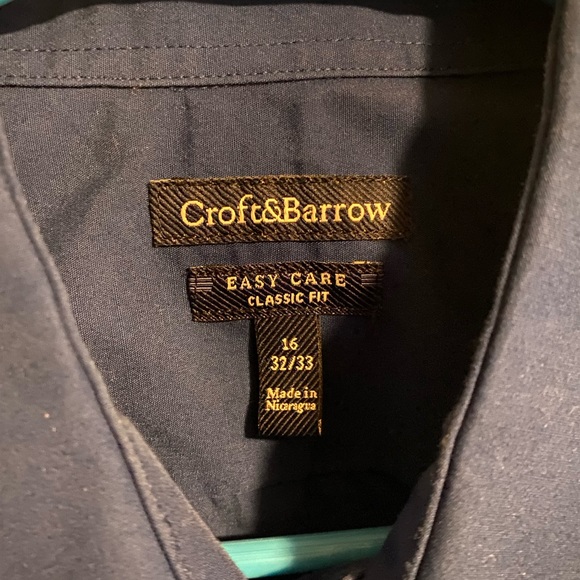 Croft&Barrow
EASY CARE
CLASSIC FIT
16
32/33
Made in
Nicaragua